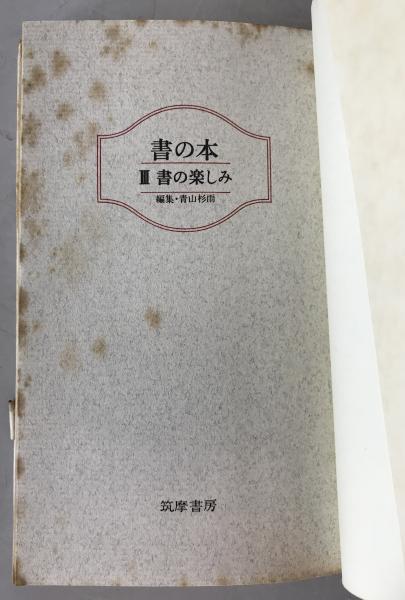 書の本
Ⅲ 書の楽しみ
編集・青山杉雨
筑摩書房